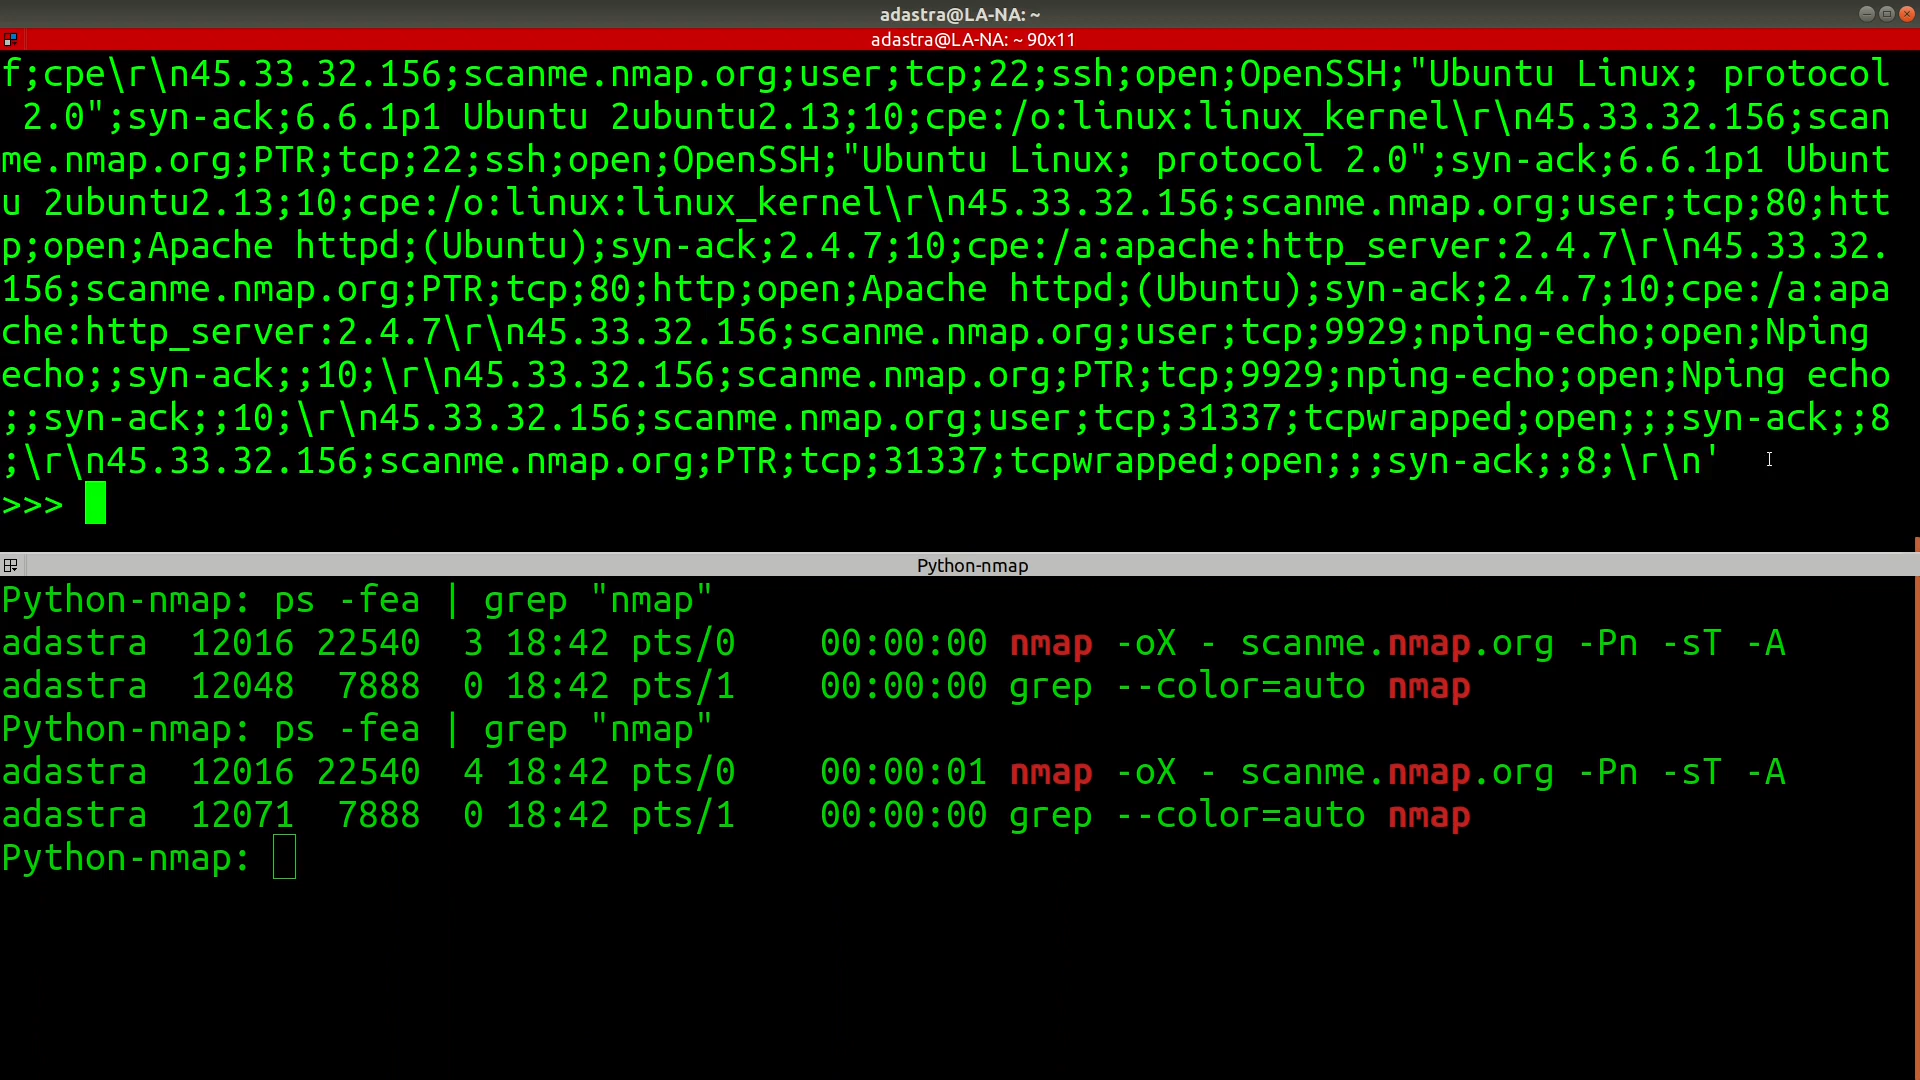 adastra@LA-NA: ~
adastra@LA-NA: ~ 90x11
f;cpe\r\n45.33.32.156;scanme.nmap.org;user;tcp;22;ssh;open;OpenSSH;"Ubuntu Linux; protocol
 2.0";syn-ack;6.6.1p1 Ubuntu 2ubuntu2.13;10;cpe:/o:linux:linux_kernel\r\n45.33.32.156;scan
me.nmap.org;PTR;tcp;22;ssh;open;OpenSSH;"Ubuntu Linux; protocol 2.0";syn-ack;6.6.1p1 Ubunt
u 2ubuntu2.13;10;cpe:/o:linux:linux_kernel\r\n45.33.32.156;scanme.nmap.org;user;tcp;80;htt
p;open;Apache httpd;(Ubuntu);syn-ack;2.4.7;10;cpe:/a:apache:http_server:2.4.7\r\n45.33.32.
156;scanme.nmap.org;PTR;tcp;80;http;open;Apache httpd;(Ubuntu);syn-ack;2.4.7;10;cpe:/a:apa
che:http_server:2.4.7\r\n45.33.32.156;scanme.nmap.org;user;tcp;9929;nping-echo;open;Nping
echo;;syn-ack;;10;\r\n45.33.32.156;scanme.nmap.org;PTR;tcp;9929;nping-echo;open;Nping echo
;;syn-ack;;10;\r\n45.33.32.156;scanme.nmap.org;user;tcp;31337;tcpwrapped;open;;;syn-ack;;8
;\r\n45.33.32.156;scanme.nmap.org;PTR;tcp;31337;tcpwrapped;open;;;syn-ack;;8;\r\n'
>>>
Python-nmap
Python-nmap: ps -fea | grep "nmap"
adastra  12016 22540  3 18:42 pts/0    00:00:00 nmap -oX - scanme.nmap.org -Pn -sT -A
adastra  12048  7888  0 18:42 pts/1    00:00:00 grep --color=auto nmap
Python-nmap: ps -fea | grep "nmap"
adastra  12016 22540  4 18:42 pts/0    00:00:01 nmap -oX - scanme.nmap.org -Pn -sT -A
adastra  12071  7888  0 18:42 pts/1    00:00:00 grep --color=auto nmap
Python-nmap: